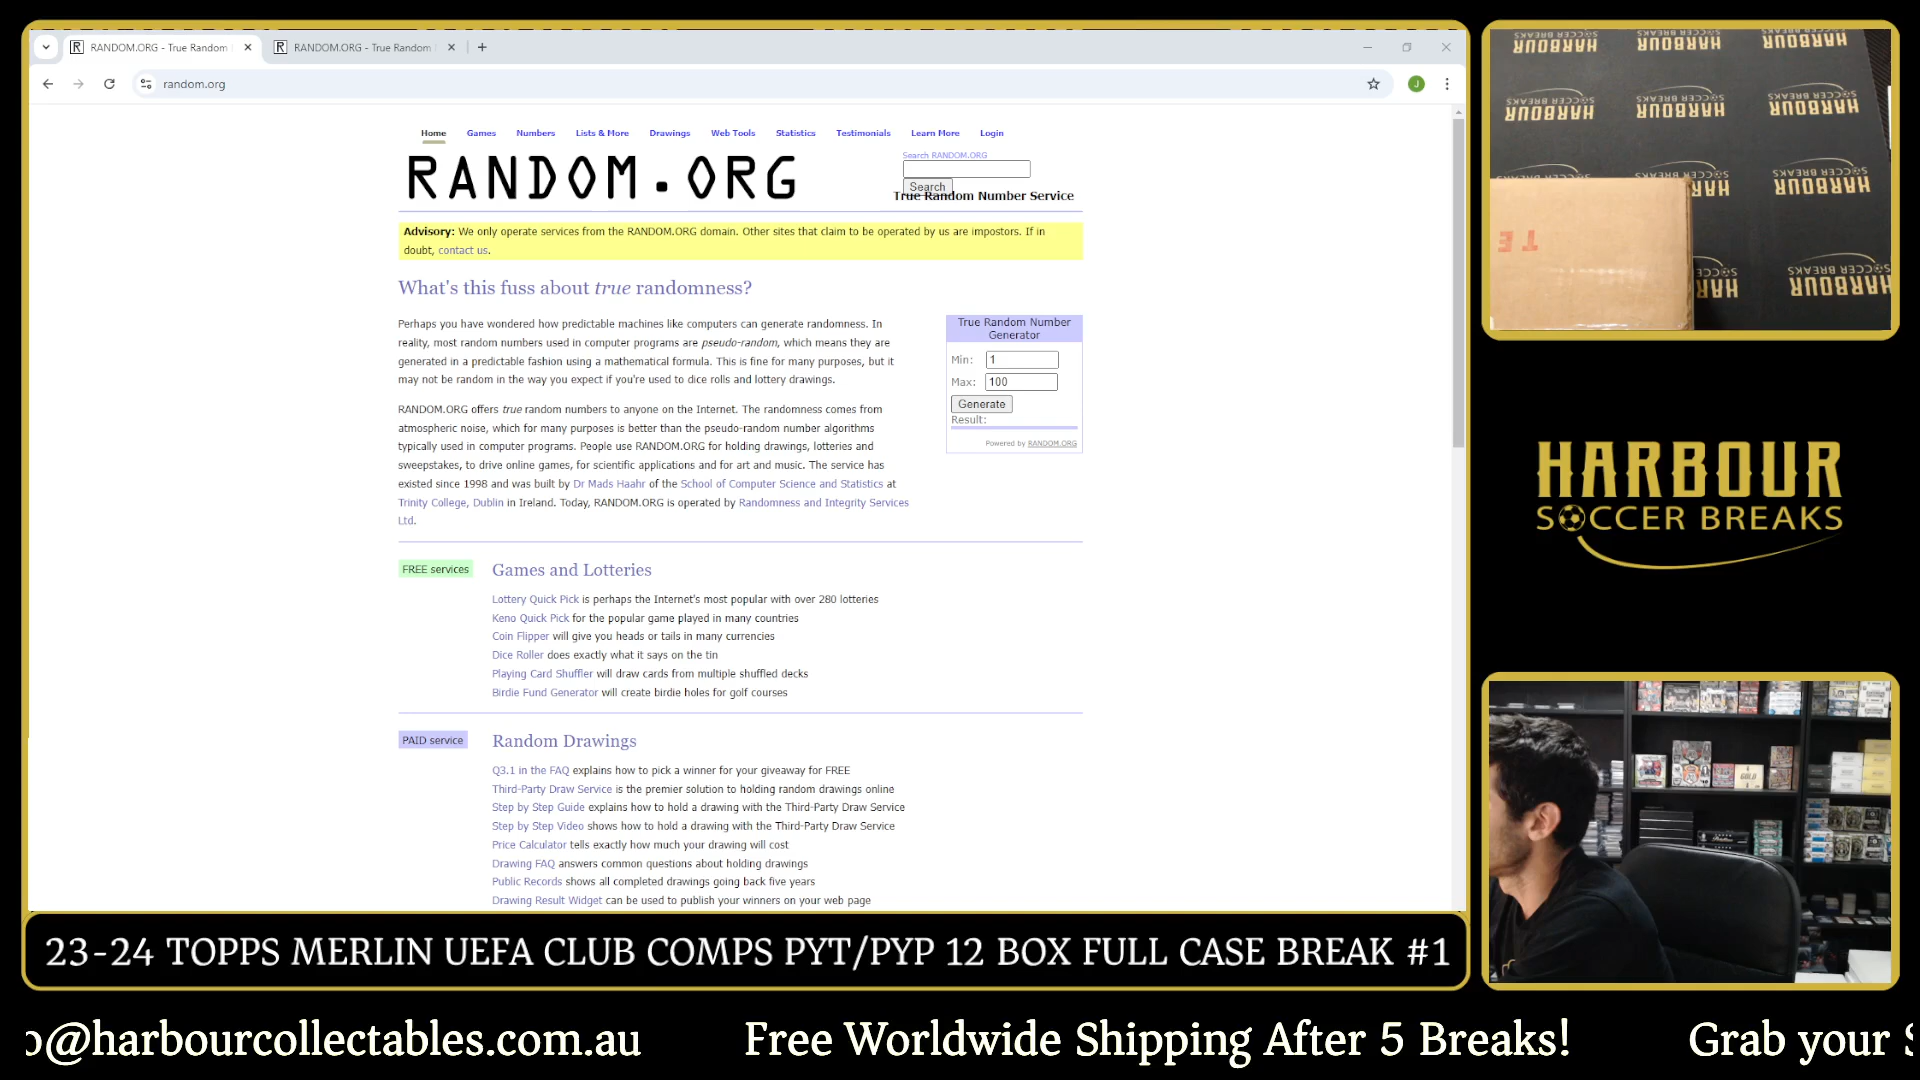 RANDOM.ORG - True Random
RANDOM.ORG - True Random
random.org
J
Home Games Numbers Lists & More Drawings Web Tools Statistics Testimonials Learn More Login
RANDOM.ORG
Search RANDOM.ORG
Search
True Random Number Service
Advisory: We only operate services from the RANDOM.ORG domain. Other sites that claim to be operated by us are impostors. If in
doubt, contact us.
What's this fuss about true randomness?
Perhaps you have wondered how predictable machines like computers can generate randomness. In
reality, most random numbers used in computer programs are pseudo-random, which means they are
generated in a predictable fashion using a mathematical formula. This is fine for many purposes, but it
may not be random in the way you expect if you're used to dice rolls and lottery drawings.
RANDOM.ORG offers true random numbers to anyone on the Internet. The randomness comes from
atmospheric noise, which for many purposes is better than the pseudo-random number algorithms
typically used in computer programs. People use RANDOM.ORG for holding drawings, lotteries and
sweepstakes, to drive online games, for scientific applications and for art and music. The service has
existed since 1998 and was built by Dr Mads Haahr of the School of Computer Science and Statistics at
Trinity College, Dublin in Ireland. Today, RANDOM.ORG is operated by Randomness and Integrity Services
Ltd.
True Random Number
Generator
Min: 1
Max: 100
Generate
Result:
Powered by RANDOM.ORG
FREE services
Games and Lotteries
Lottery Quick Pick is perhaps the Internet's most popular with over 280 lotteries
Keno Quick Pick for the popular game played in many countries
Coin Flipper will give you heads or tails in many currencies
Dice Roller does exactly what it says on the tin
Playing Card Shuffler will draw cards from multiple shuffled decks
Birdie Fund Generator will create birdie holes for golf courses
PAID service
Random Drawings
Q3.1 in the FAQ explains how to pick a winner for your giveaway for FREE
Third-Party Draw Service is the premier solution to holding random drawings online
Step by Step Guide explains how to hold a drawing with the Third-Party Draw Service
Step by Step Video shows how to hold a drawing with the Third-Party Draw Service
Price Calculator tells exactly how much your drawing will cost
Drawing FAQ answers common questions about holding drawings
Public Records shows all completed drawings going back five years
Drawing Result Widget can be used to publish your winners on your web page
HARBOUR HARBOUR HARBOUR
HARBOUR SOCCER BREAKS
HARBOUR SOCCER BREAKS
HARBOUR SOCCER BREAKS
HARBOUR SOCCER BREAKS
HARBOUR SOCCER BREAKS
HARBOUR SOCCER BREAKS
HARBOUR SOCCER BREAKS
TE
HARBOUR
SOCCER BREAKS
23-24 TOPPS MERLIN UEFA CLUB COMPS PYT/PYP 12 BOX FULL CASE BREAK #1
o@harbourcollectables.com.au Free Worldwide Shipping After 5 Breaks! Grab your S